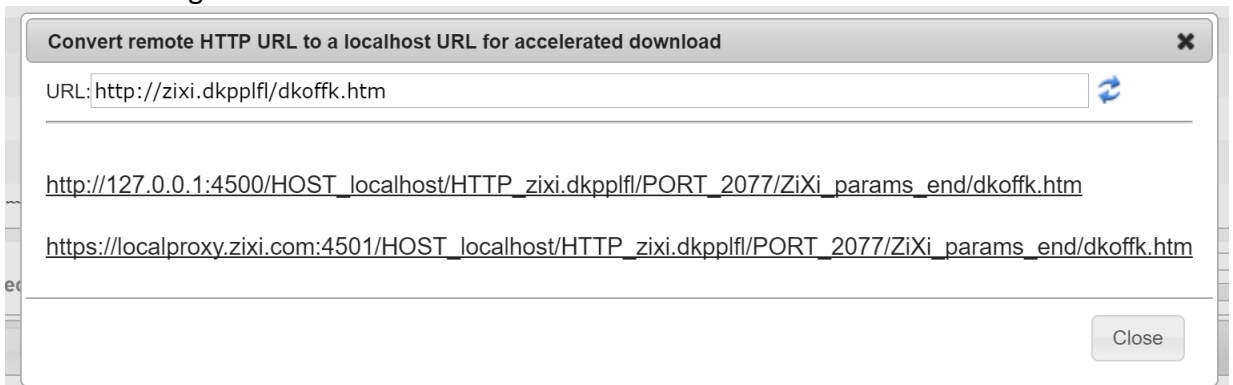 Convert remote HTTP URL to a localhost URL for accelerated download
URL: http://zixi.dkpplfl/dkoffk.htm
http://127.0.0.1:4500/HOST_localhost/HTTP_zixi.dkpplfl/PORT_2077/ZiXi_params_end/dkoffk.htm
https://localproxy.zixi.com:4501/HOST_localhost/HTTP_zixi.dkpplfl/PORT_2077/ZiXi_params_end/dkoffk.htm
Close